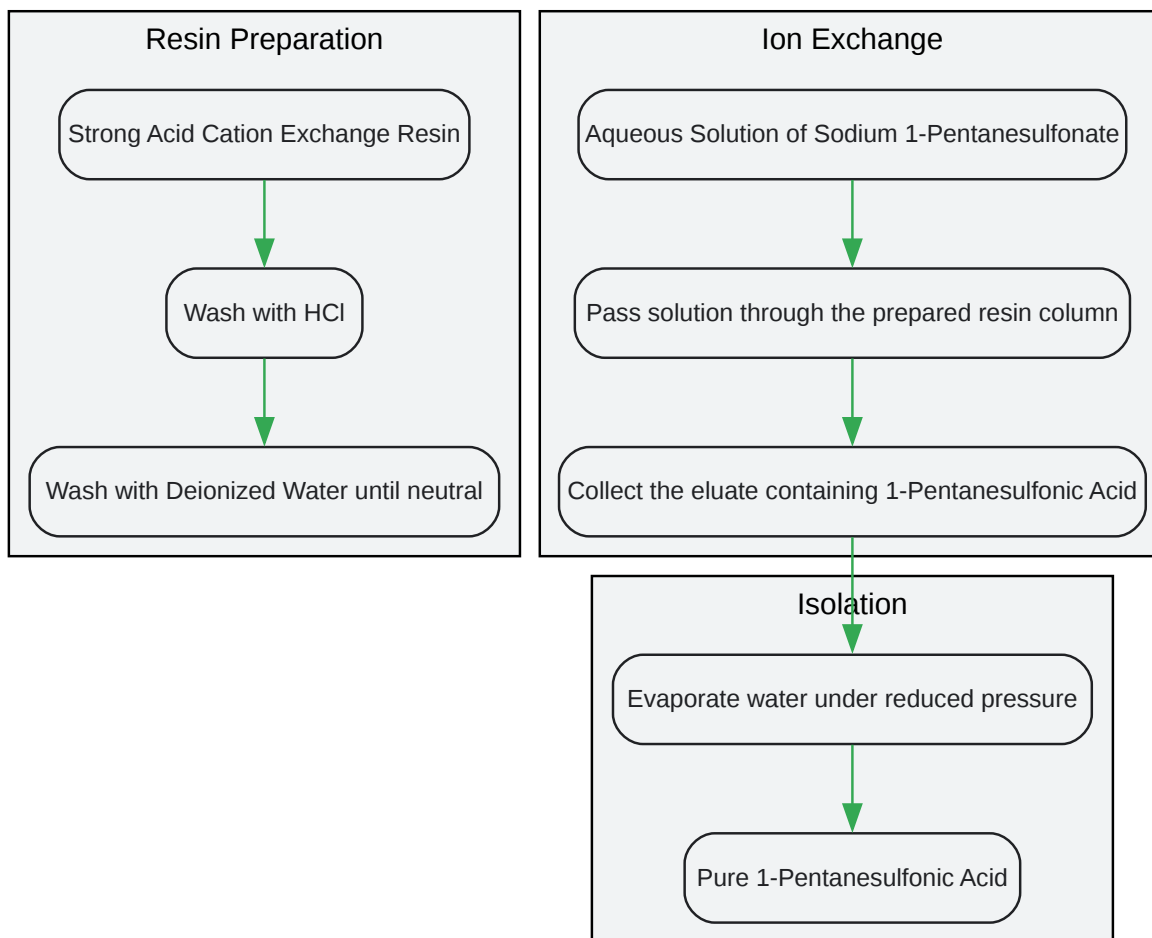 Resin Preparation
Strong Acid Cation Exchange Resin
Wash with HCl
Wash with Deionized Water until neutral
Ion Exchange
Aqueous Solution of Sodium 1-Pentanesulfonate
Pass solution through the prepared resin column
Collect the eluate containing 1-Pentanesulfonic Acid
Isolation
Evaporate water under reduced pressure
Pure 1-Pentanesulfonic Acid